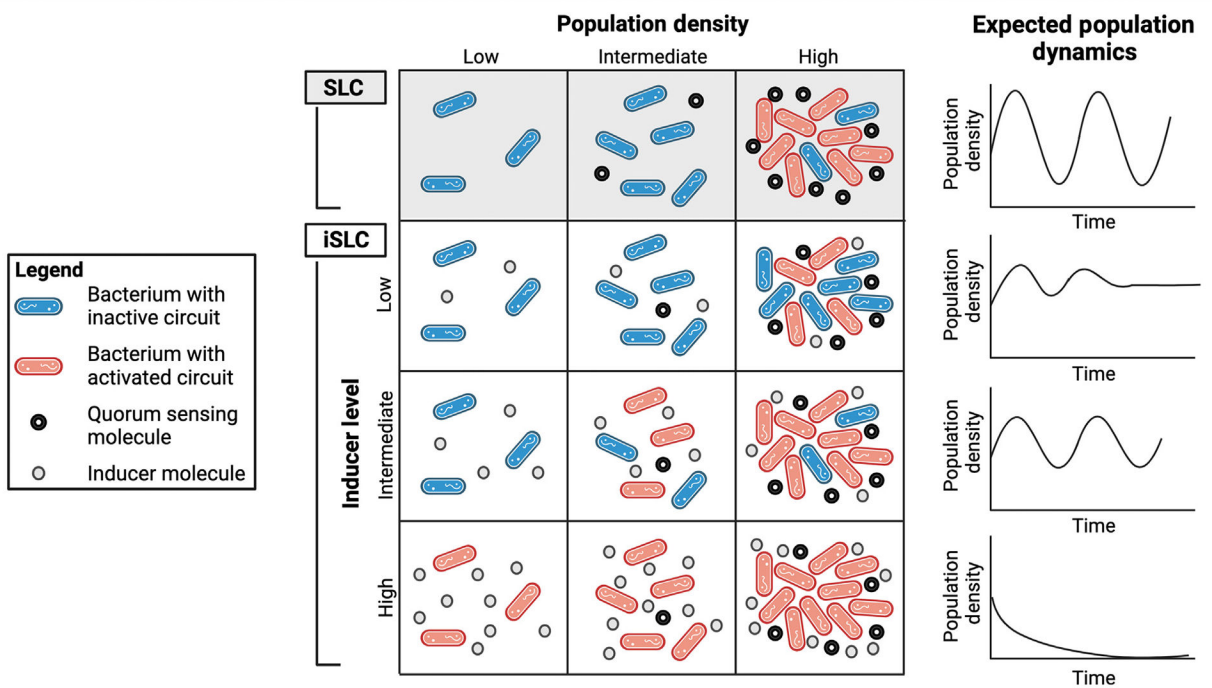 Population density
Expected population
dynamics
Low
Intermediate
High
SLC
Population
density
Time
iSLC
Legend
Bacterium with
inactive circuit
Bacterium with
activated circuit
Quorum sensing
molecule
Inducer molecule
Inducer level
Low
Population
density
Time
Intermediate
Population
density
Time
High
Population
density
Time